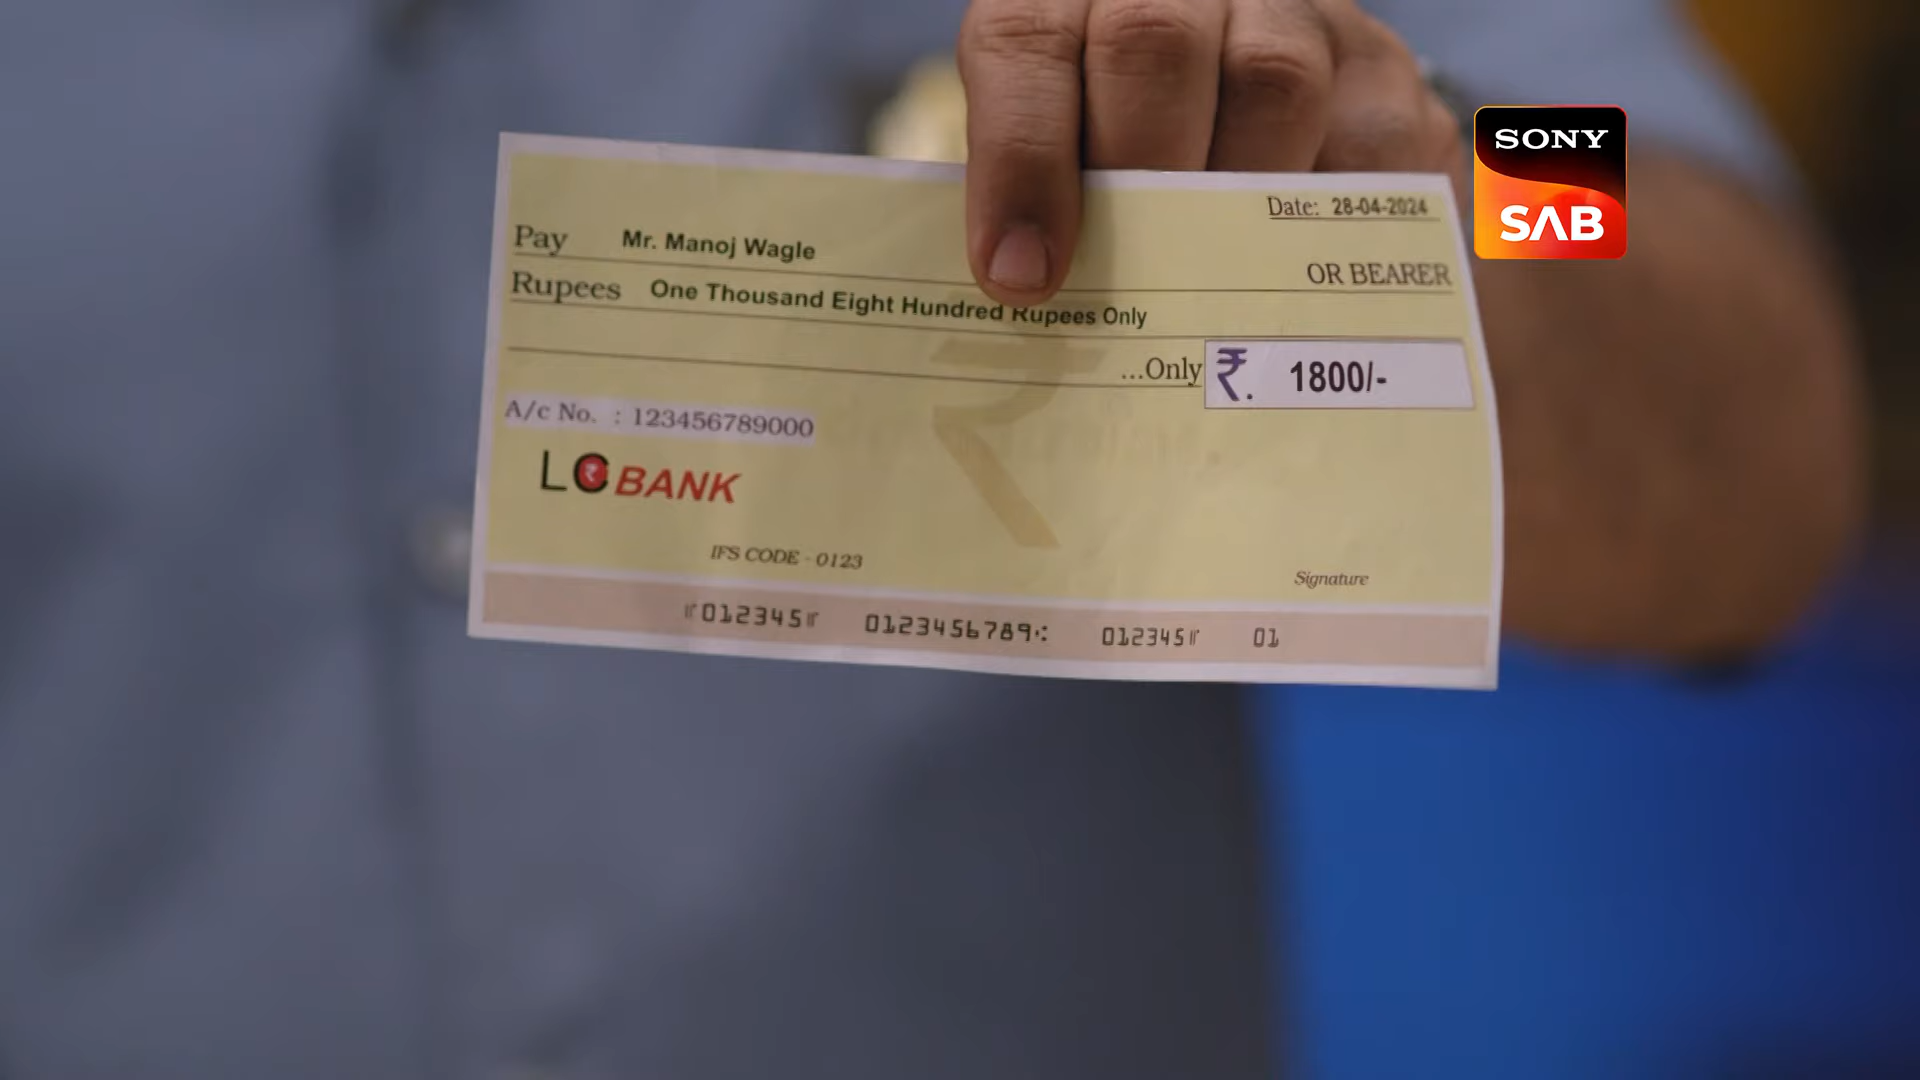 SONY
SAB
Date: 28-04-2024
Pay Mr. Manoj Wagle
OR BEARER
Rupees One Thousand Eight Hundred Rupees Only
...Only ₹. 1800/-
A/c No. : 123456789000
LC BANK
IFS CODE - 0123
Signature
⑈012345⑈ 0123456789⑆ 012345⑈ 01